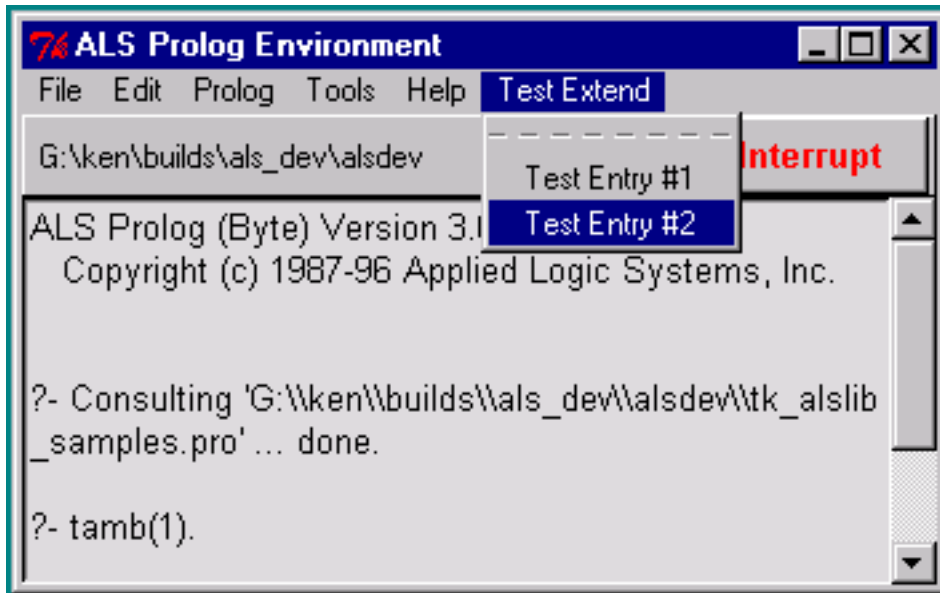 ALS Prolog Environment
File Edit Prolog Tools Help Test Extend
G:\ken\builds\als_dev\alsdev
Interrupt
Test Entry #1
Test Entry #2
ALS Prolog (Byte) Version 3.
Copyright (c) 1987-96 Applied Logic Systems, Inc.
?- Consulting 'G:\\ken\\builds\\als_dev\\alsdev\\tk_alslib
_samples.pro' ... done.
?- tamb(1).